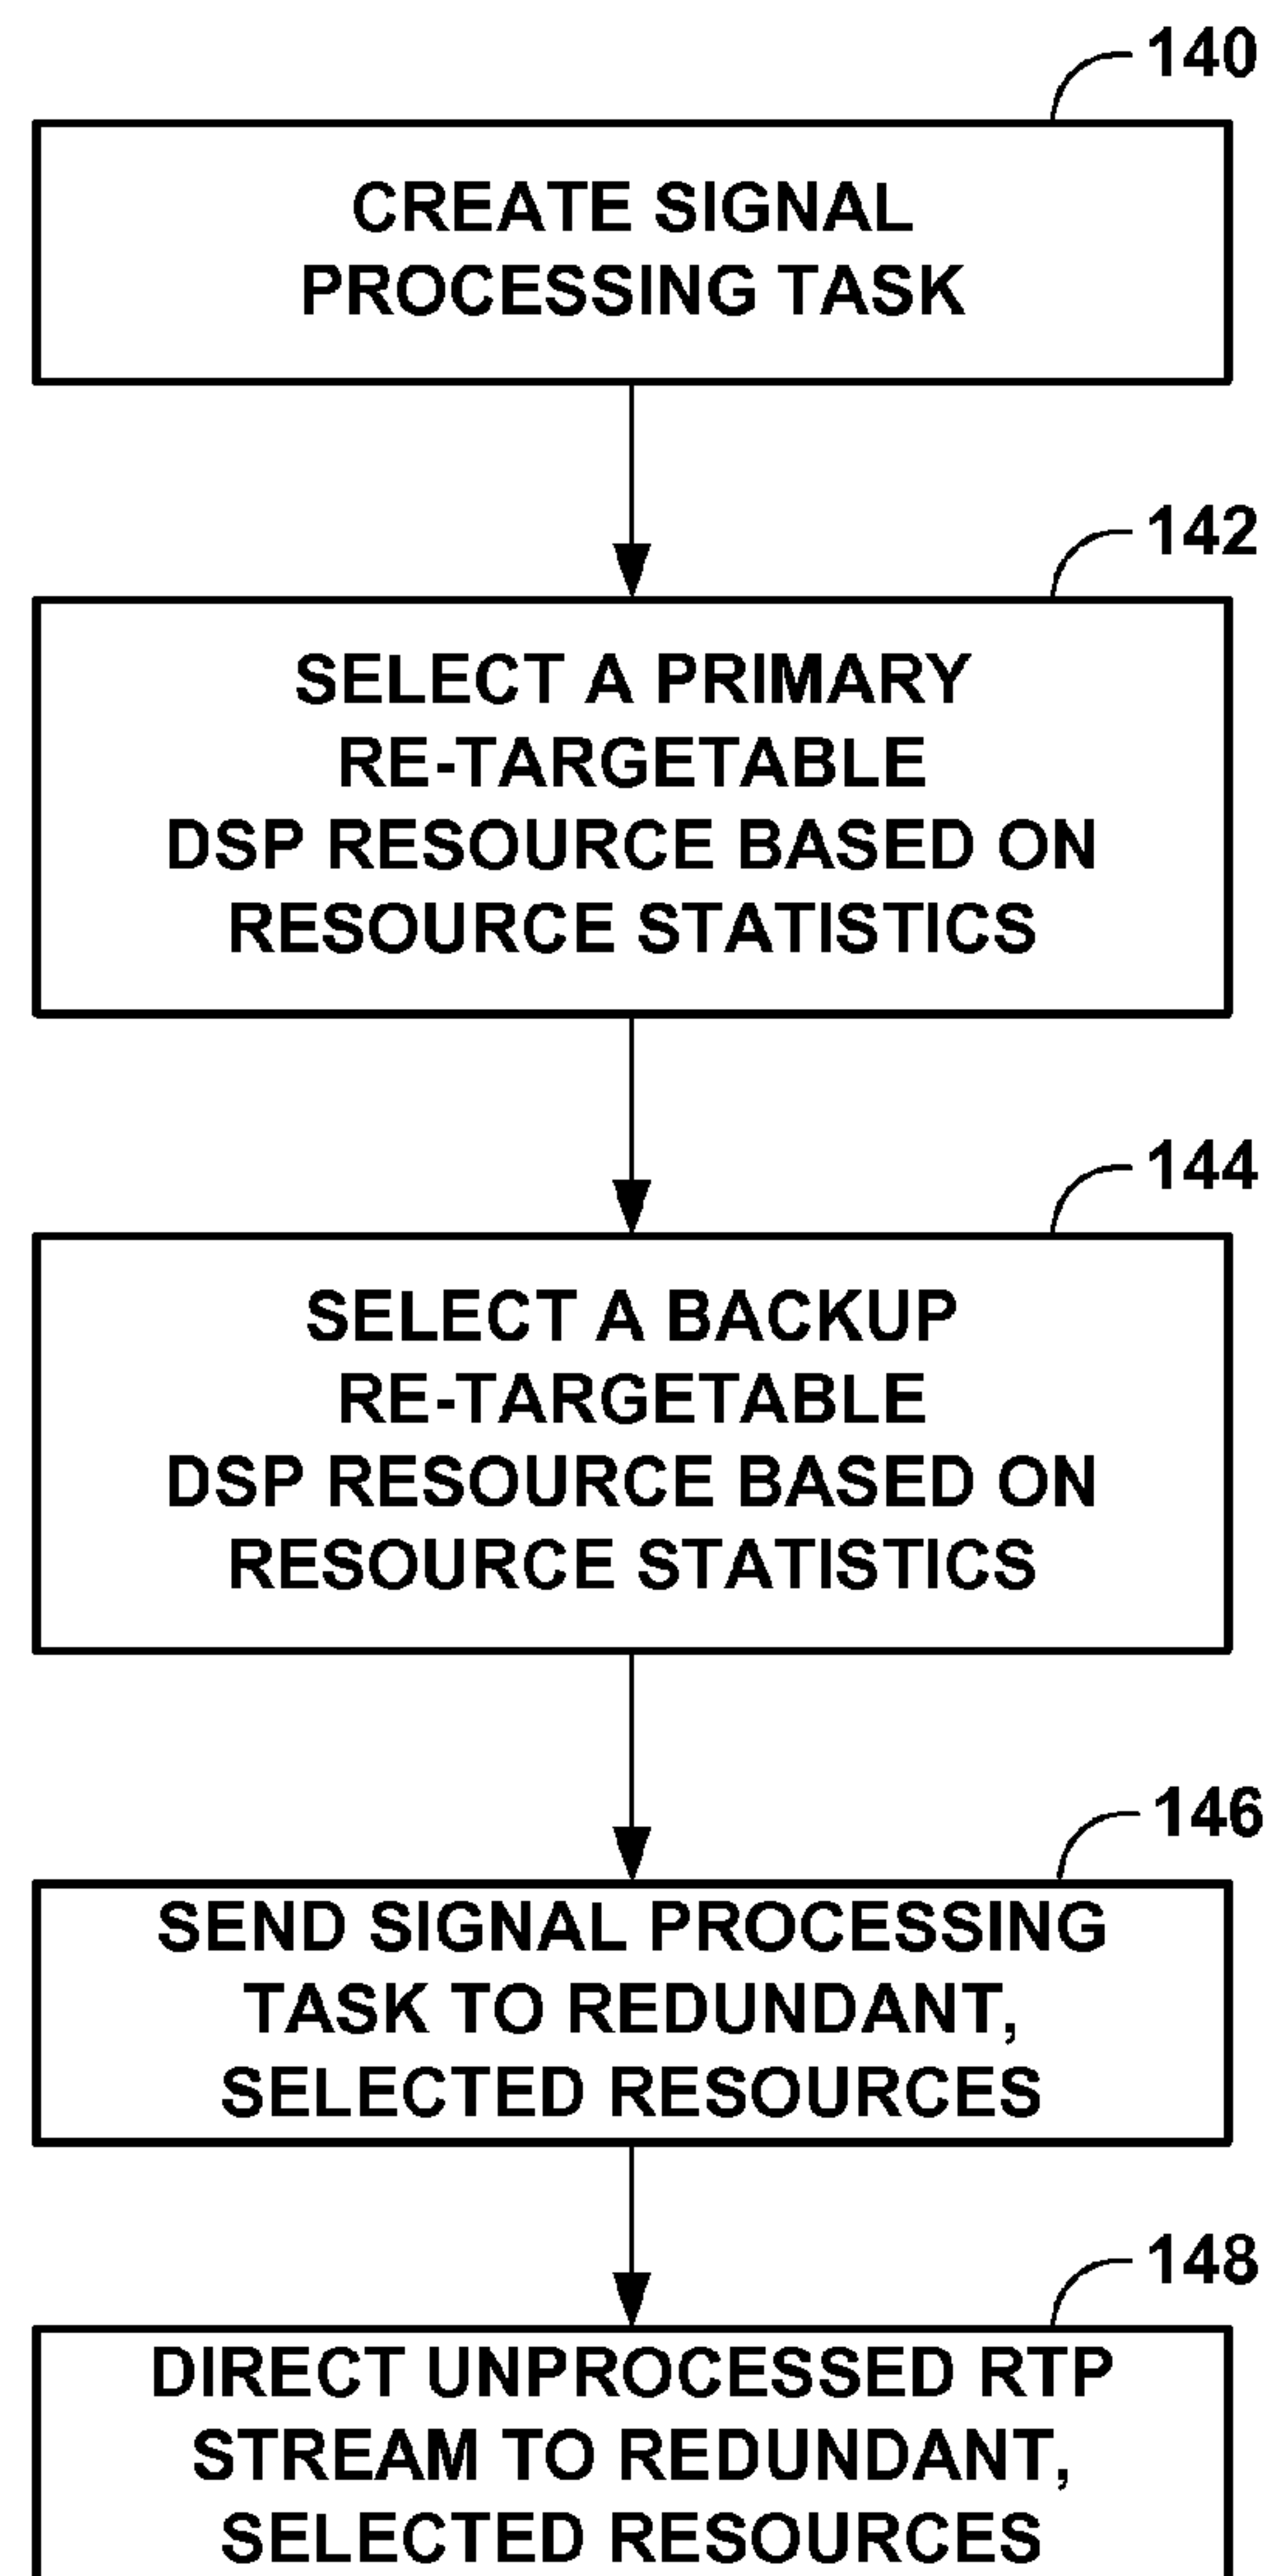 140
CREATE SIGNAL
PROCESSING TASK
142
SELECT A PRIMARY
RE-TARGETABLE
DSP RESOURCE BASED ON
RESOURCE STATISTICS
144
SELECT A BACKUP
RE-TARGETABLE
DSP RESOURCE BASED ON
RESOURCE STATISTICS
146
SEND SIGNAL PROCESSING
TASK TO REDUNDANT,
SELECTED RESOURCES
148
DIRECT UNPROCESSED RTP
STREAM TO REDUNDANT,
SELECTED RESOURCES